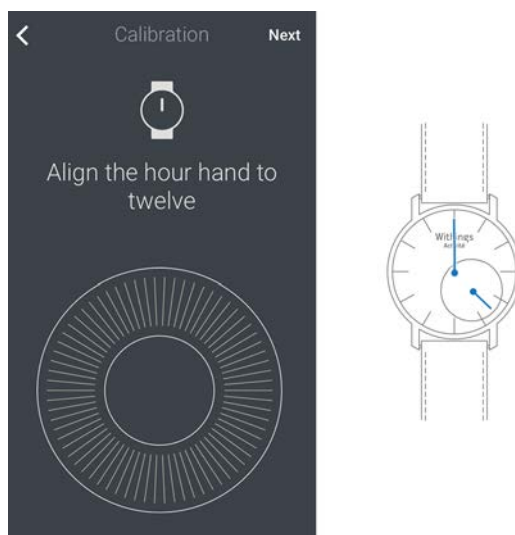 Calibration
Next
Align the hour hand to
twelve
Withings